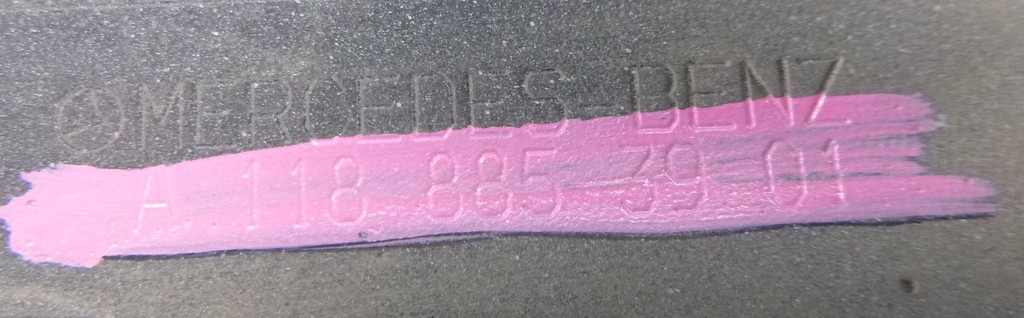 MERCEDES-BENZ
A 118 885 39 01